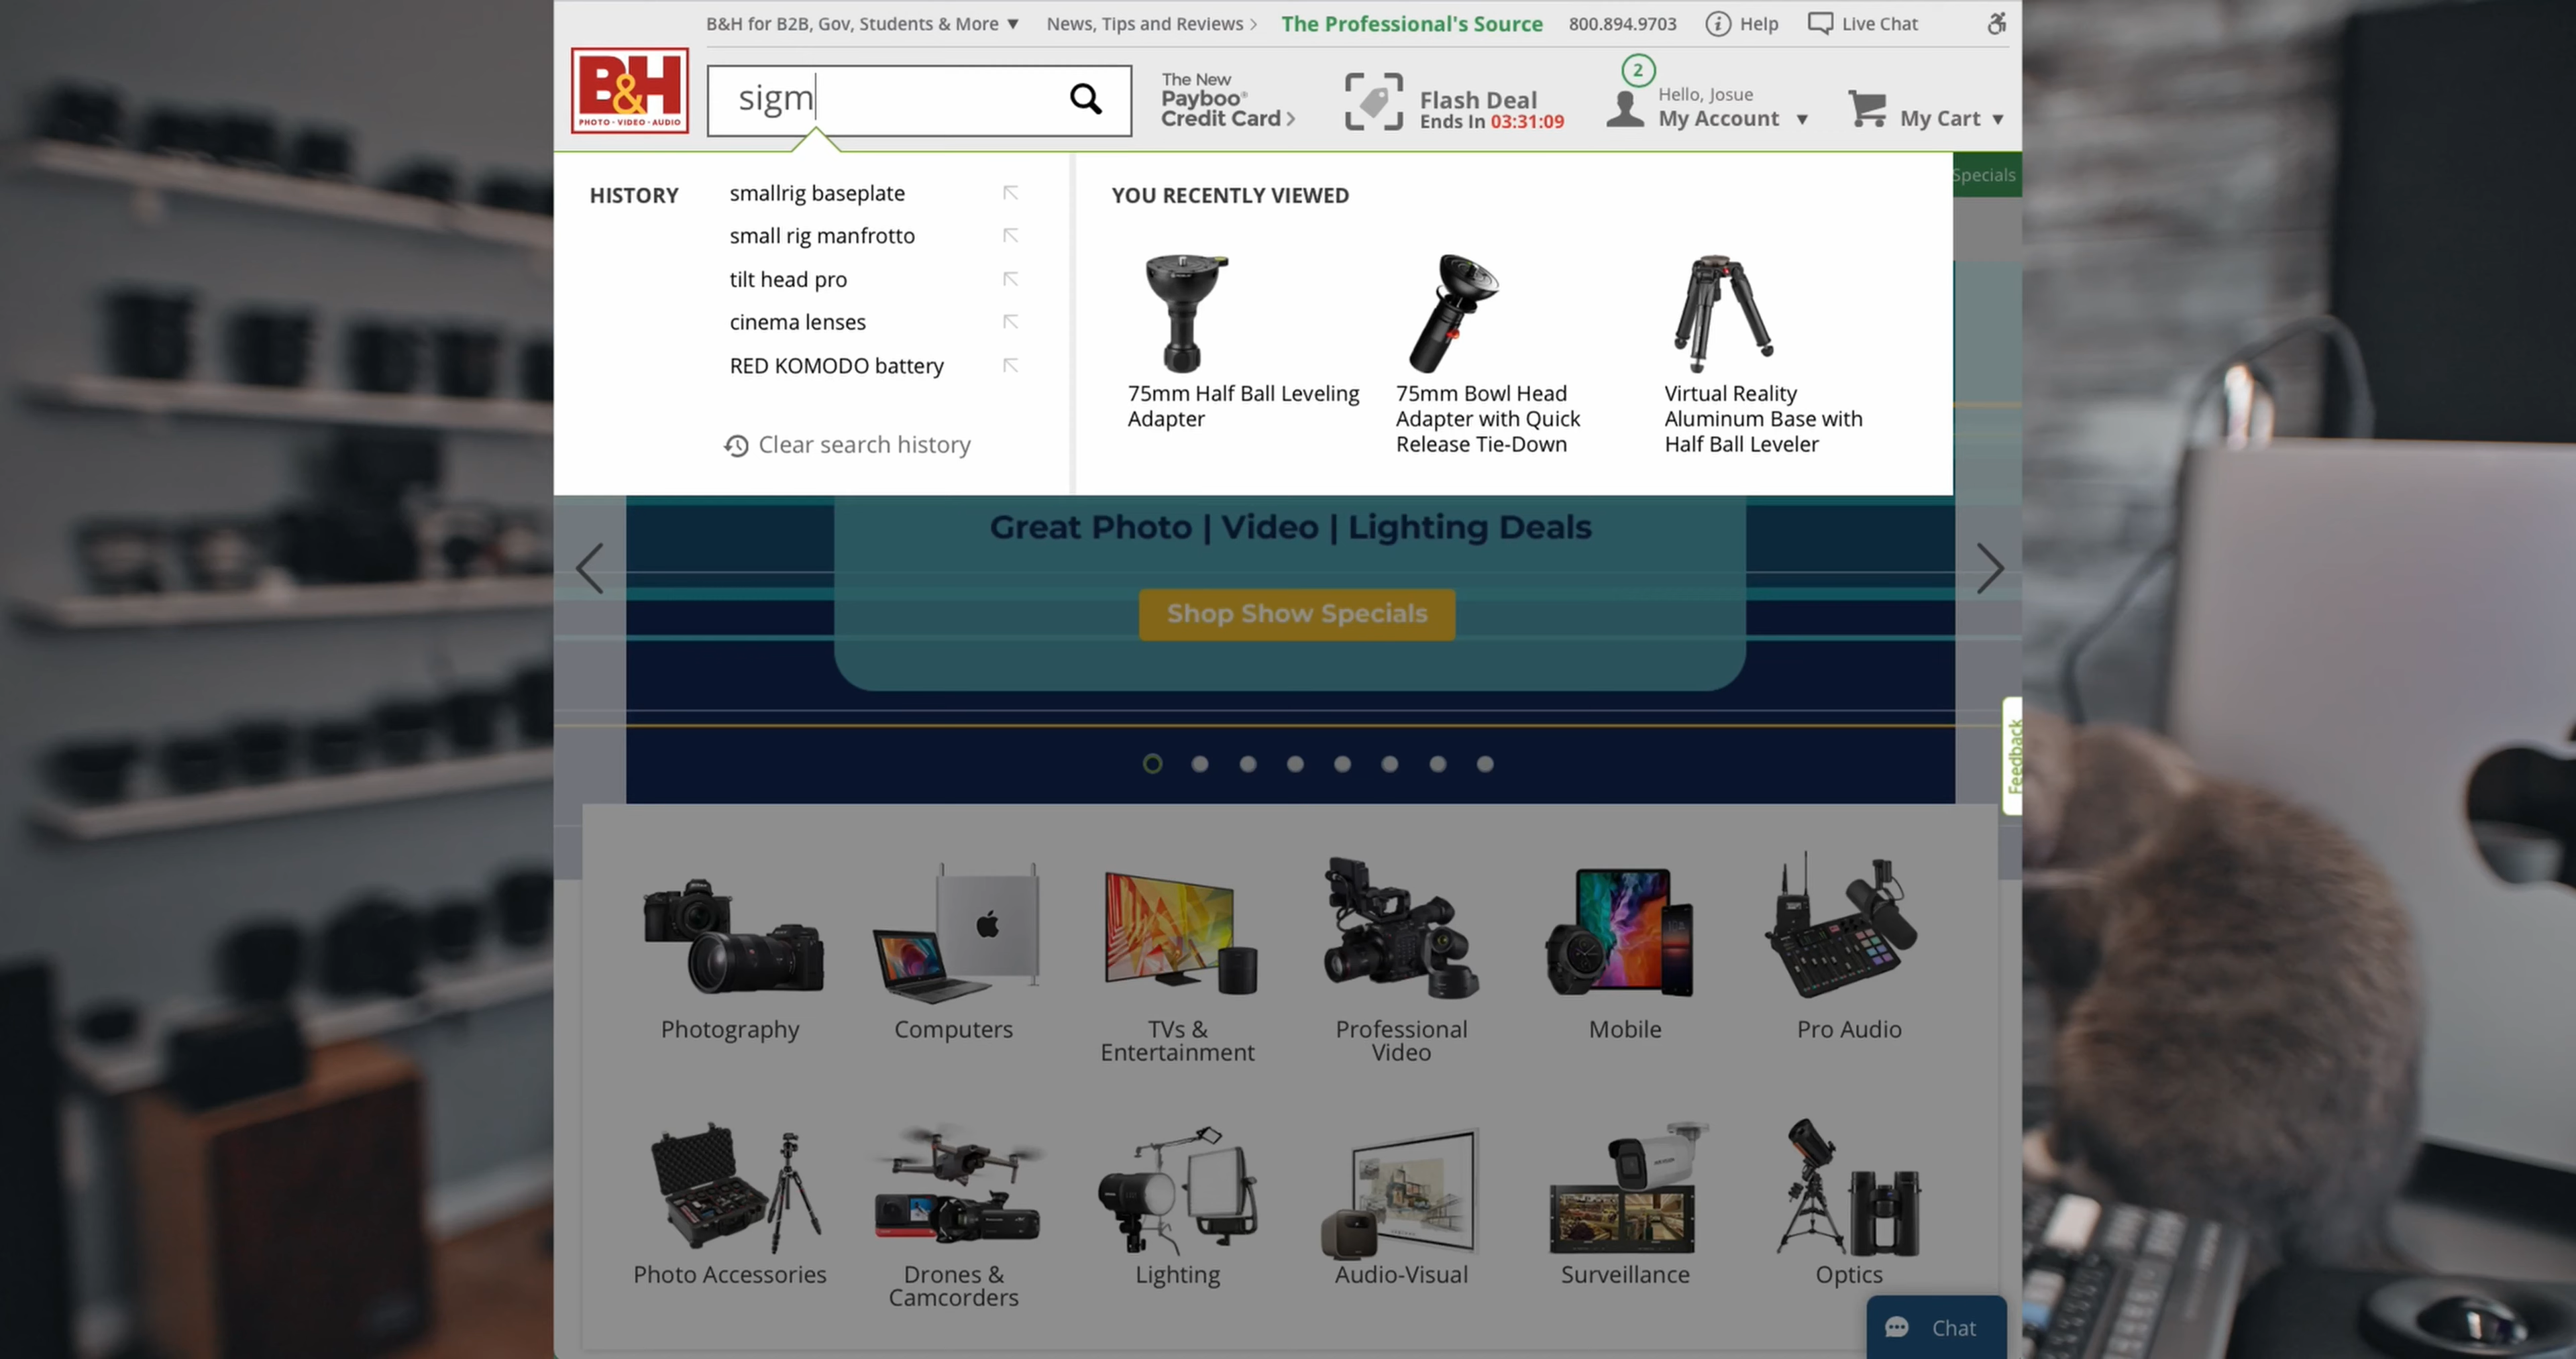 B&H for B2B, Gov, Students & More ▼
News, Tips and Reviews >
The Professional's Source
800.894.9703
Help
Live Chat
B&H
PHOTO - VIDEO - AUDIO
sigm
The New
Payboo®
Credit Card >
Flash Deal
Ends In 03:31:09
2
Hello, Josue
My Account ▼
My Cart ▼
Specials
HISTORY
smallrig baseplate
small rig manfrotto
tilt head pro
cinema lenses
RED KOMODO battery
Clear search history
YOU RECENTLY VIEWED
75mm Half Ball Leveling
Adapter
75mm Bowl Head
Adapter with Quick
Release Tie-Down
Virtual Reality
Aluminum Base with
Half Ball Leveler
Great Photo | Video | Lighting Deals
Shop Show Specials
Feedback
Photography
Computers
TVs &
Entertainment
Professional
Video
Mobile
Pro Audio
Photo Accessories
Drones &
Camcorders
Lighting
Audio-Visual
Surveillance
Optics
Chat